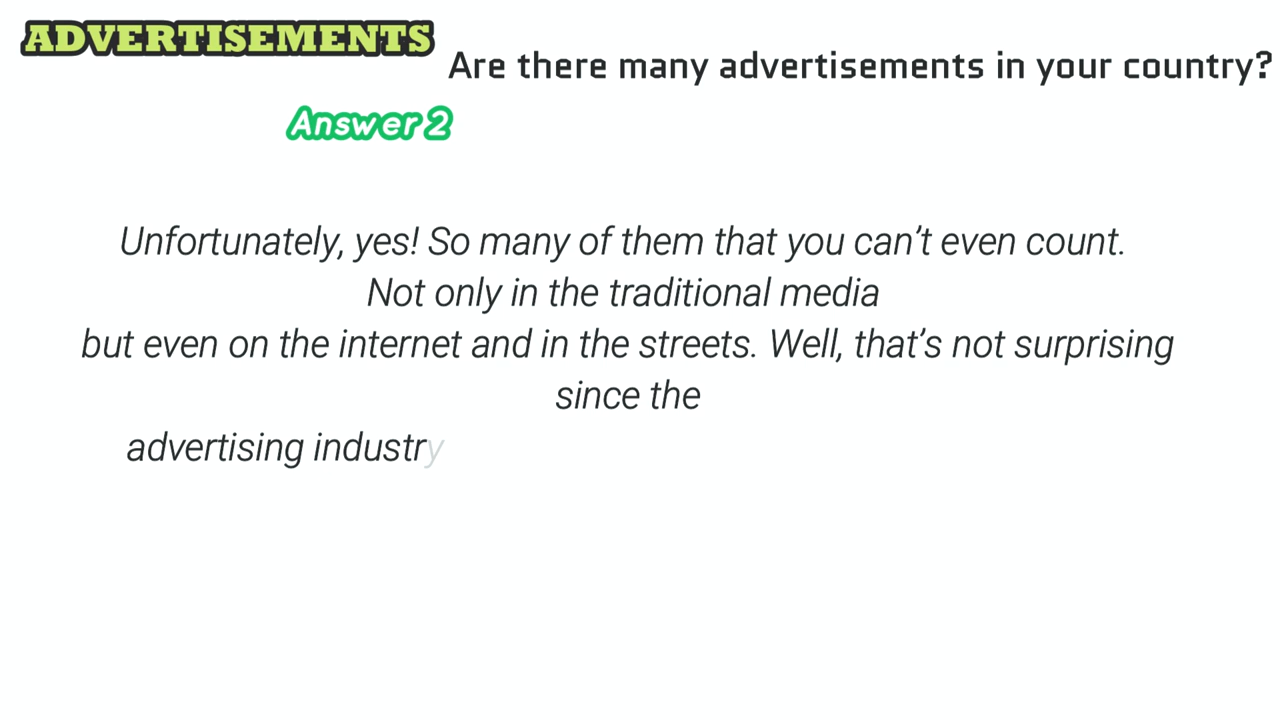 ADVERTISEMENTS
Are there many advertisements in your country?
Answer 2
Unfortunately, yes! So many of them that you can't even count.
Not only in the traditional media
but even on the internet and in the streets. Well, that's not surprising
since the
advertising industry